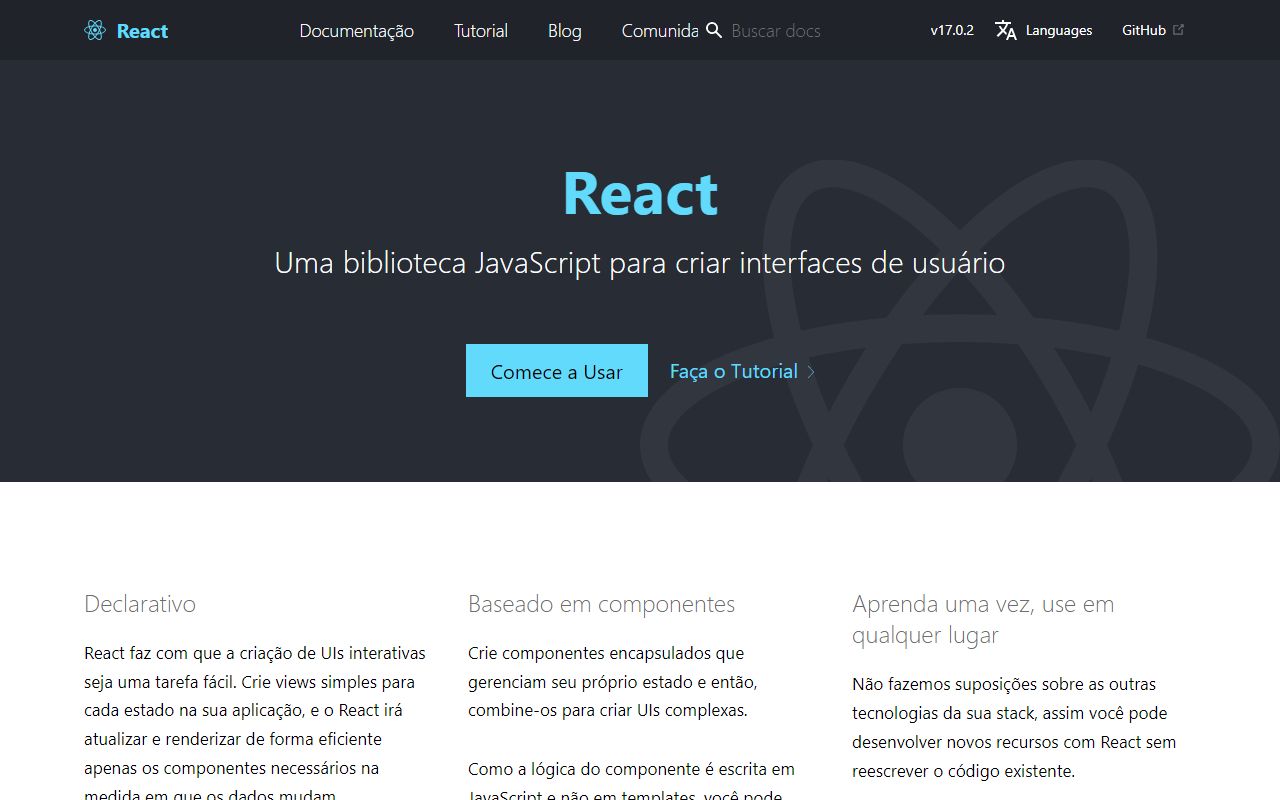 React
Documentação
Tutorial
Blog
Comunida
Buscar docs
v17.0.2
Languages
GitHub
React
Uma biblioteca JavaScript para criar interfaces de usuário
Comece a Usar
Faça o Tutorial
Declarativo
React faz com que a criação de UIs interativas
seja uma tarefa fácil. Crie views simples para
cada estado na sua aplicação, e o React irá
atualizar e renderizar de forma eficiente
apenas os componentes necessários na
medida em que os dados mudam.
Baseado em componentes
Crie componentes encapsulados que
gerenciam seu próprio estado e então,
combine-os para criar UIs complexas.
Como a lógica do componente é escrita em
JavaScript e não em templates, você pode
Aprenda uma vez, use em
qualquer lugar
Não fazemos suposições sobre as outras
tecnologias da sua stack, assim você pode
desenvolver novos recursos com React sem
reescrever o código existente.